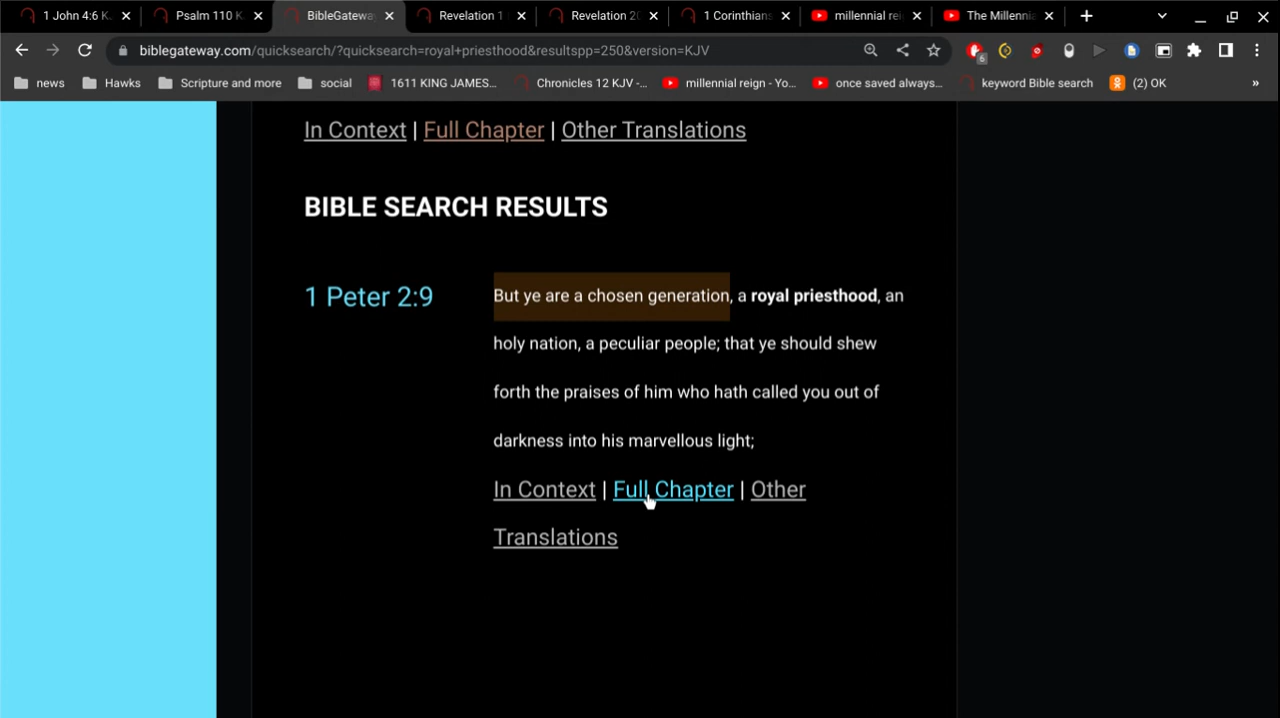 1 John 4:6 K
Psalm 110 K
BibleGateway
Revelation 1
Revelation 20
1 Corinthians
millennial rei
The Millennia
biblegateway.com/quicksearch/?quicksearch=royal+priesthood&resultspp=250&version=KJV
6
news
Hawks
Scripture and more
social
1611 KING JAMES...
Chronicles 12 KJV -...
millennial reign - Yo...
once saved always...
keyword Bible search
(2) OK
»
In Context | Full Chapter | Other Translations
BIBLE SEARCH RESULTS
1 Peter 2:9
But ye are a chosen generation, a royal priesthood, an
holy nation, a peculiar people; that ye should shew
forth the praises of him who hath called you out of
darkness into his marvellous light;
In Context | Full Chapter | Other
Translations